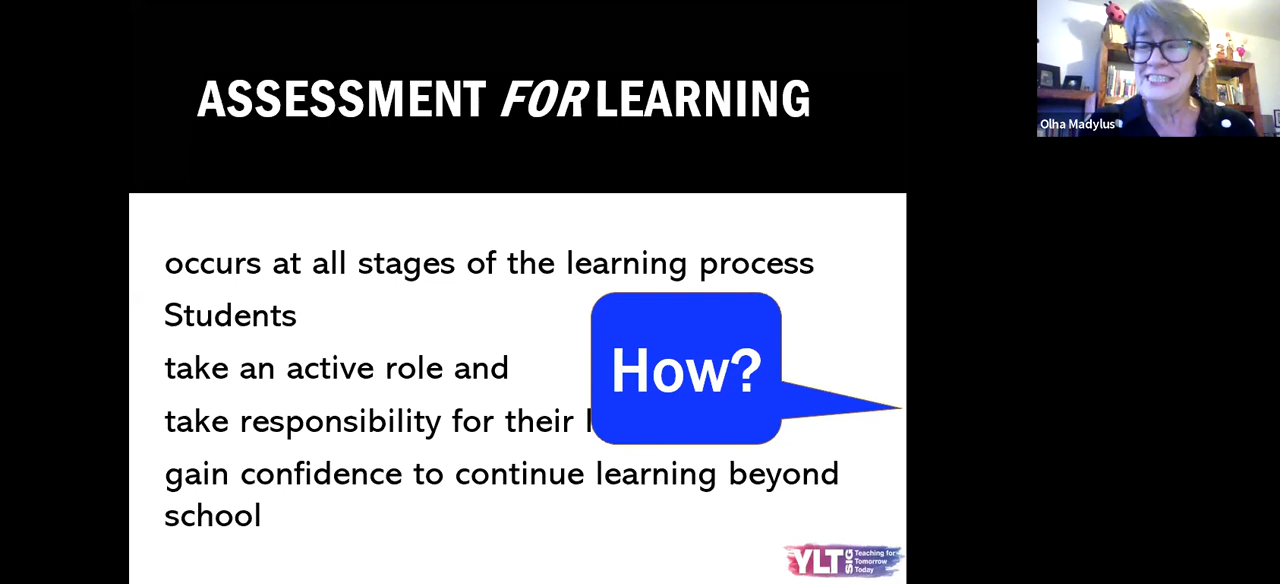 ASSESSMENT FOR LEARNING
Olha Madylus
occurs at all stages of the learning process
Students
How?
take an active role and
take responsibility for their
gain confidence to continue learning beyond
school
YLT
SIG
Teaching for
Tomorrow
Today